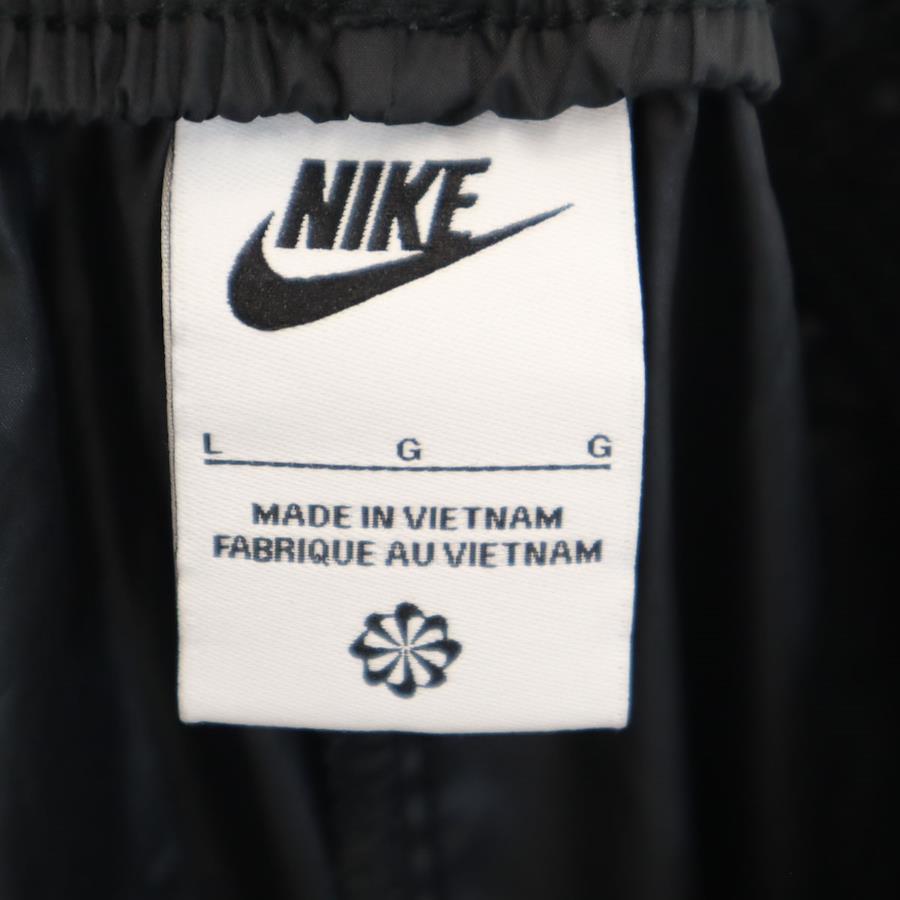 NIKE
L G G
MADE IN VIETNAM
FABRIQUE AU VIETNAM